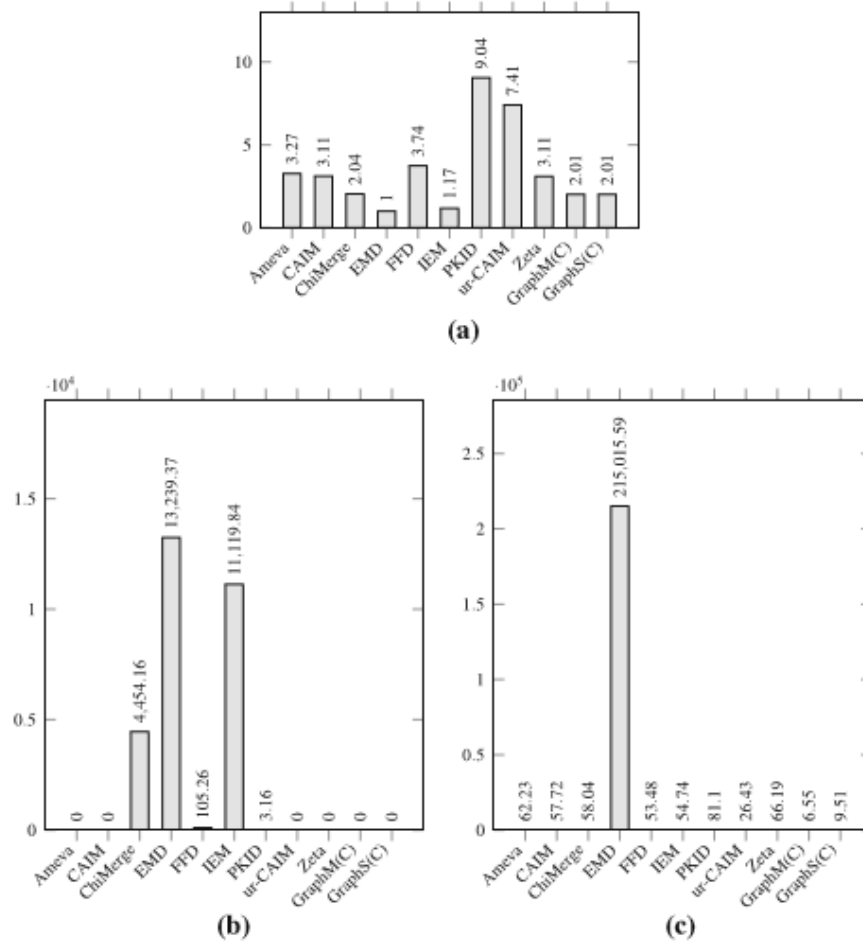 10
5
0
3.27
3.11
2.04
1
3.74
1.17
9.04
7.41
3.11
2.01
2.01
Ameva
CAIM
ChiMerge
EMD
FFD
IEM
PKID
ur-CAIM
Zeta
GraphM(C)
GraphS(C)
(a)
·10⁴
1.5
1
0.5
0
0
0
4,454.16
13,239.37
105.26
11,119.84
3.16
0
0
0
0
Ameva
CAIM
ChiMerge
EMD
FFD
IEM
PKID
ur-CAIM
Zeta
GraphM(C)
GraphS(C)
(b)
·10⁵
2.5
2
1.5
1
0.5
0
62.23
57.72
58.04
215,015.59
53.48
54.74
81.1
26.43
66.19
6.55
9.51
Ameva
CAIM
ChiMerge
EMD
FFD
IEM
PKID
ur-CAIM
Zeta
GraphM(C)
GraphS(C)
(c)